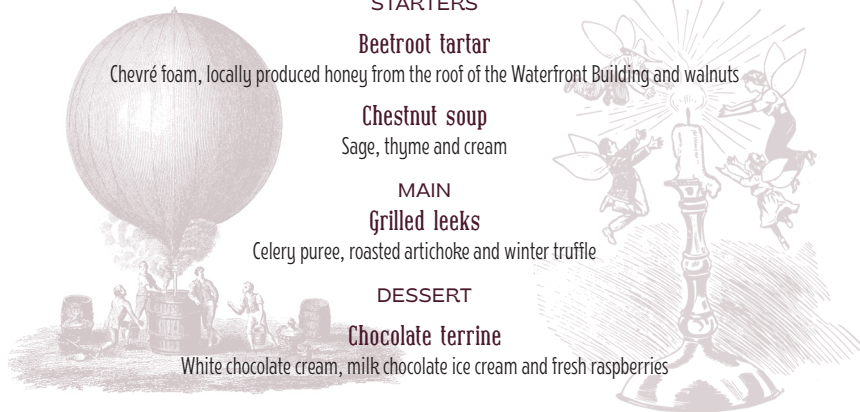 STARTERS
Beetroot tartar
Chevré foam, locally produced honey from the roof of the Waterfront Building and walnuts
Chestnut soup
Sage, thyme and cream
MAIN
Grilled leeks
Celery puree, roasted artichoke and winter truffle
DESSERT
Chocolate terrine
White chocolate cream, milk chocolate ice cream and fresh raspberries